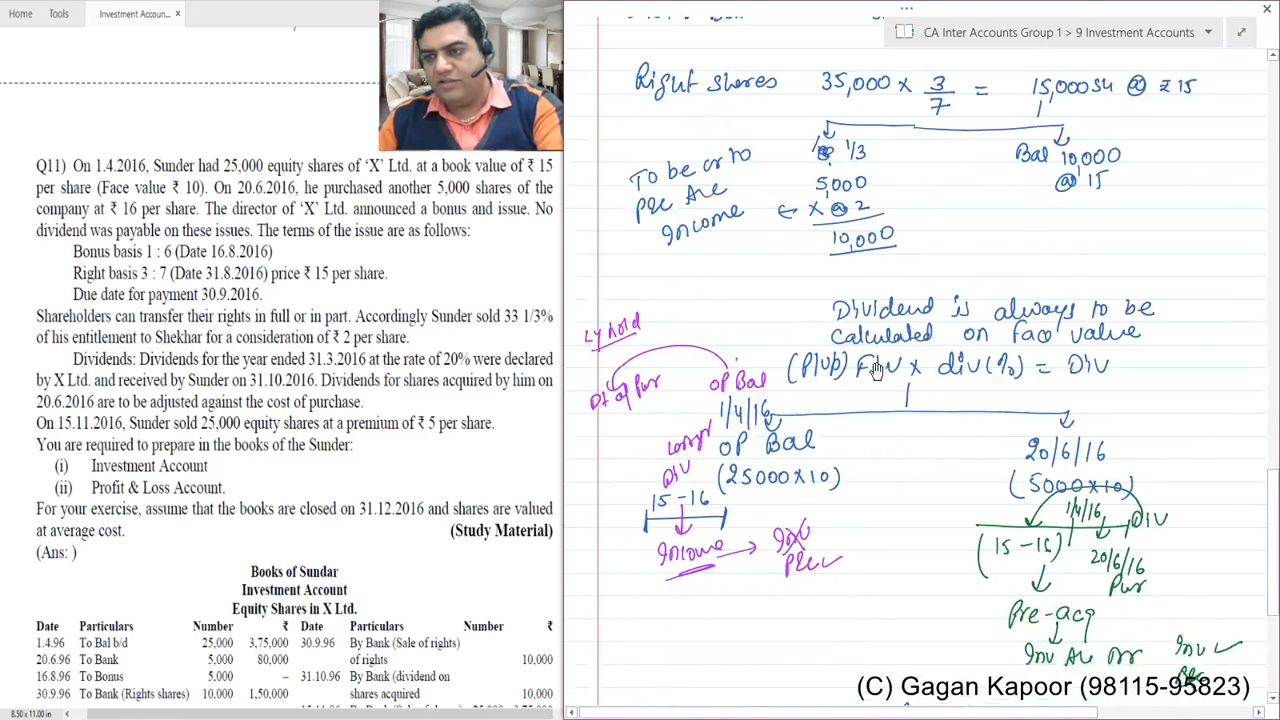 Home Tools Investment Accoun... ×
CA Inter Accounts Group 1 > 9 Investment Accounts
Q11) On 1.4.2016, Sunder had 25,000 equity shares of ‘X’ Ltd. at a book value of ₹ 15
per share (Face value ₹ 10). On 20.6.2016, he purchased another 5,000 shares of the
company at ₹ 16 per share. The director of ‘X’ Ltd. announced a bonus and issue. No
dividend was payable on these issues. The terms of the issue are as follows:
Bonus basis 1 : 6 (Date 16.8.2016)
Right basis 3 : 7 (Date 31.8.2016) price ₹ 15 per share.
Due date for payment 30.9.2016.
Shareholders can transfer their rights in full or in part. Accordingly Sunder sold 33 1/3%
of his entitlement to Shekhar for a consideration of ₹ 2 per share.
Dividends: Dividends for the year ended 31.3.2016 at the rate of 20% were declared
by X Ltd. and received by Sunder on 31.10.2016. Dividends for shares acquired by him on
20.6.2016 are to be adjusted against the cost of purchase.
On 15.11.2016, Sunder sold 25,000 equity shares at a premium of ₹ 5 per share.
You are required to prepare in the books of the Sunder:
(i) Investment Account
(ii) Profit & Loss Account.
For your exercise, assume that the books are closed on 31.12.2016 and shares are valued
at average cost. (Study Material)
(Ans: )
Books of Sundar
Investment Account
Equity Shares in X Ltd.
Date Particulars Number ₹ Date Particulars Number ₹
1.4.96 To Bal b/d 25,000 3,75,000 30.9.96 By Bank (Sale of rights)
20.6.96 To Bank 5,000 80,000 of rights) 10,000
16.8.96 To Bonus 5,000 – 31.10.96 By Bank (dividend on
30.9.96 To Bank (Rights shares) 10,000 1,50,000 shares acquired 10,000
8.50 x 11.00 in
Right shares 35,000 × 3/7 = 15,000 SH @ ₹ 15
1/3
5,000
× @ 2
10,000
To be cr to
P&L A/c
Income
Bal 10,000
@ 15
Dividend is always to be
calculated on face value
(P/up) F.V × div (%) = Div
Ly hold
Dt of Pur
OP Bal
1/4/16
OP Bal
(25000×10)
Div
15-16
Income → Inv
P&L ✓
20/6/16
(5000×10)
1/4/16
Div
(15-16)
20/6/16
Pur
Pre-acq
Inv A/c Dr
Inv ✓
(C) Gagan Kapoor (98115-95823)